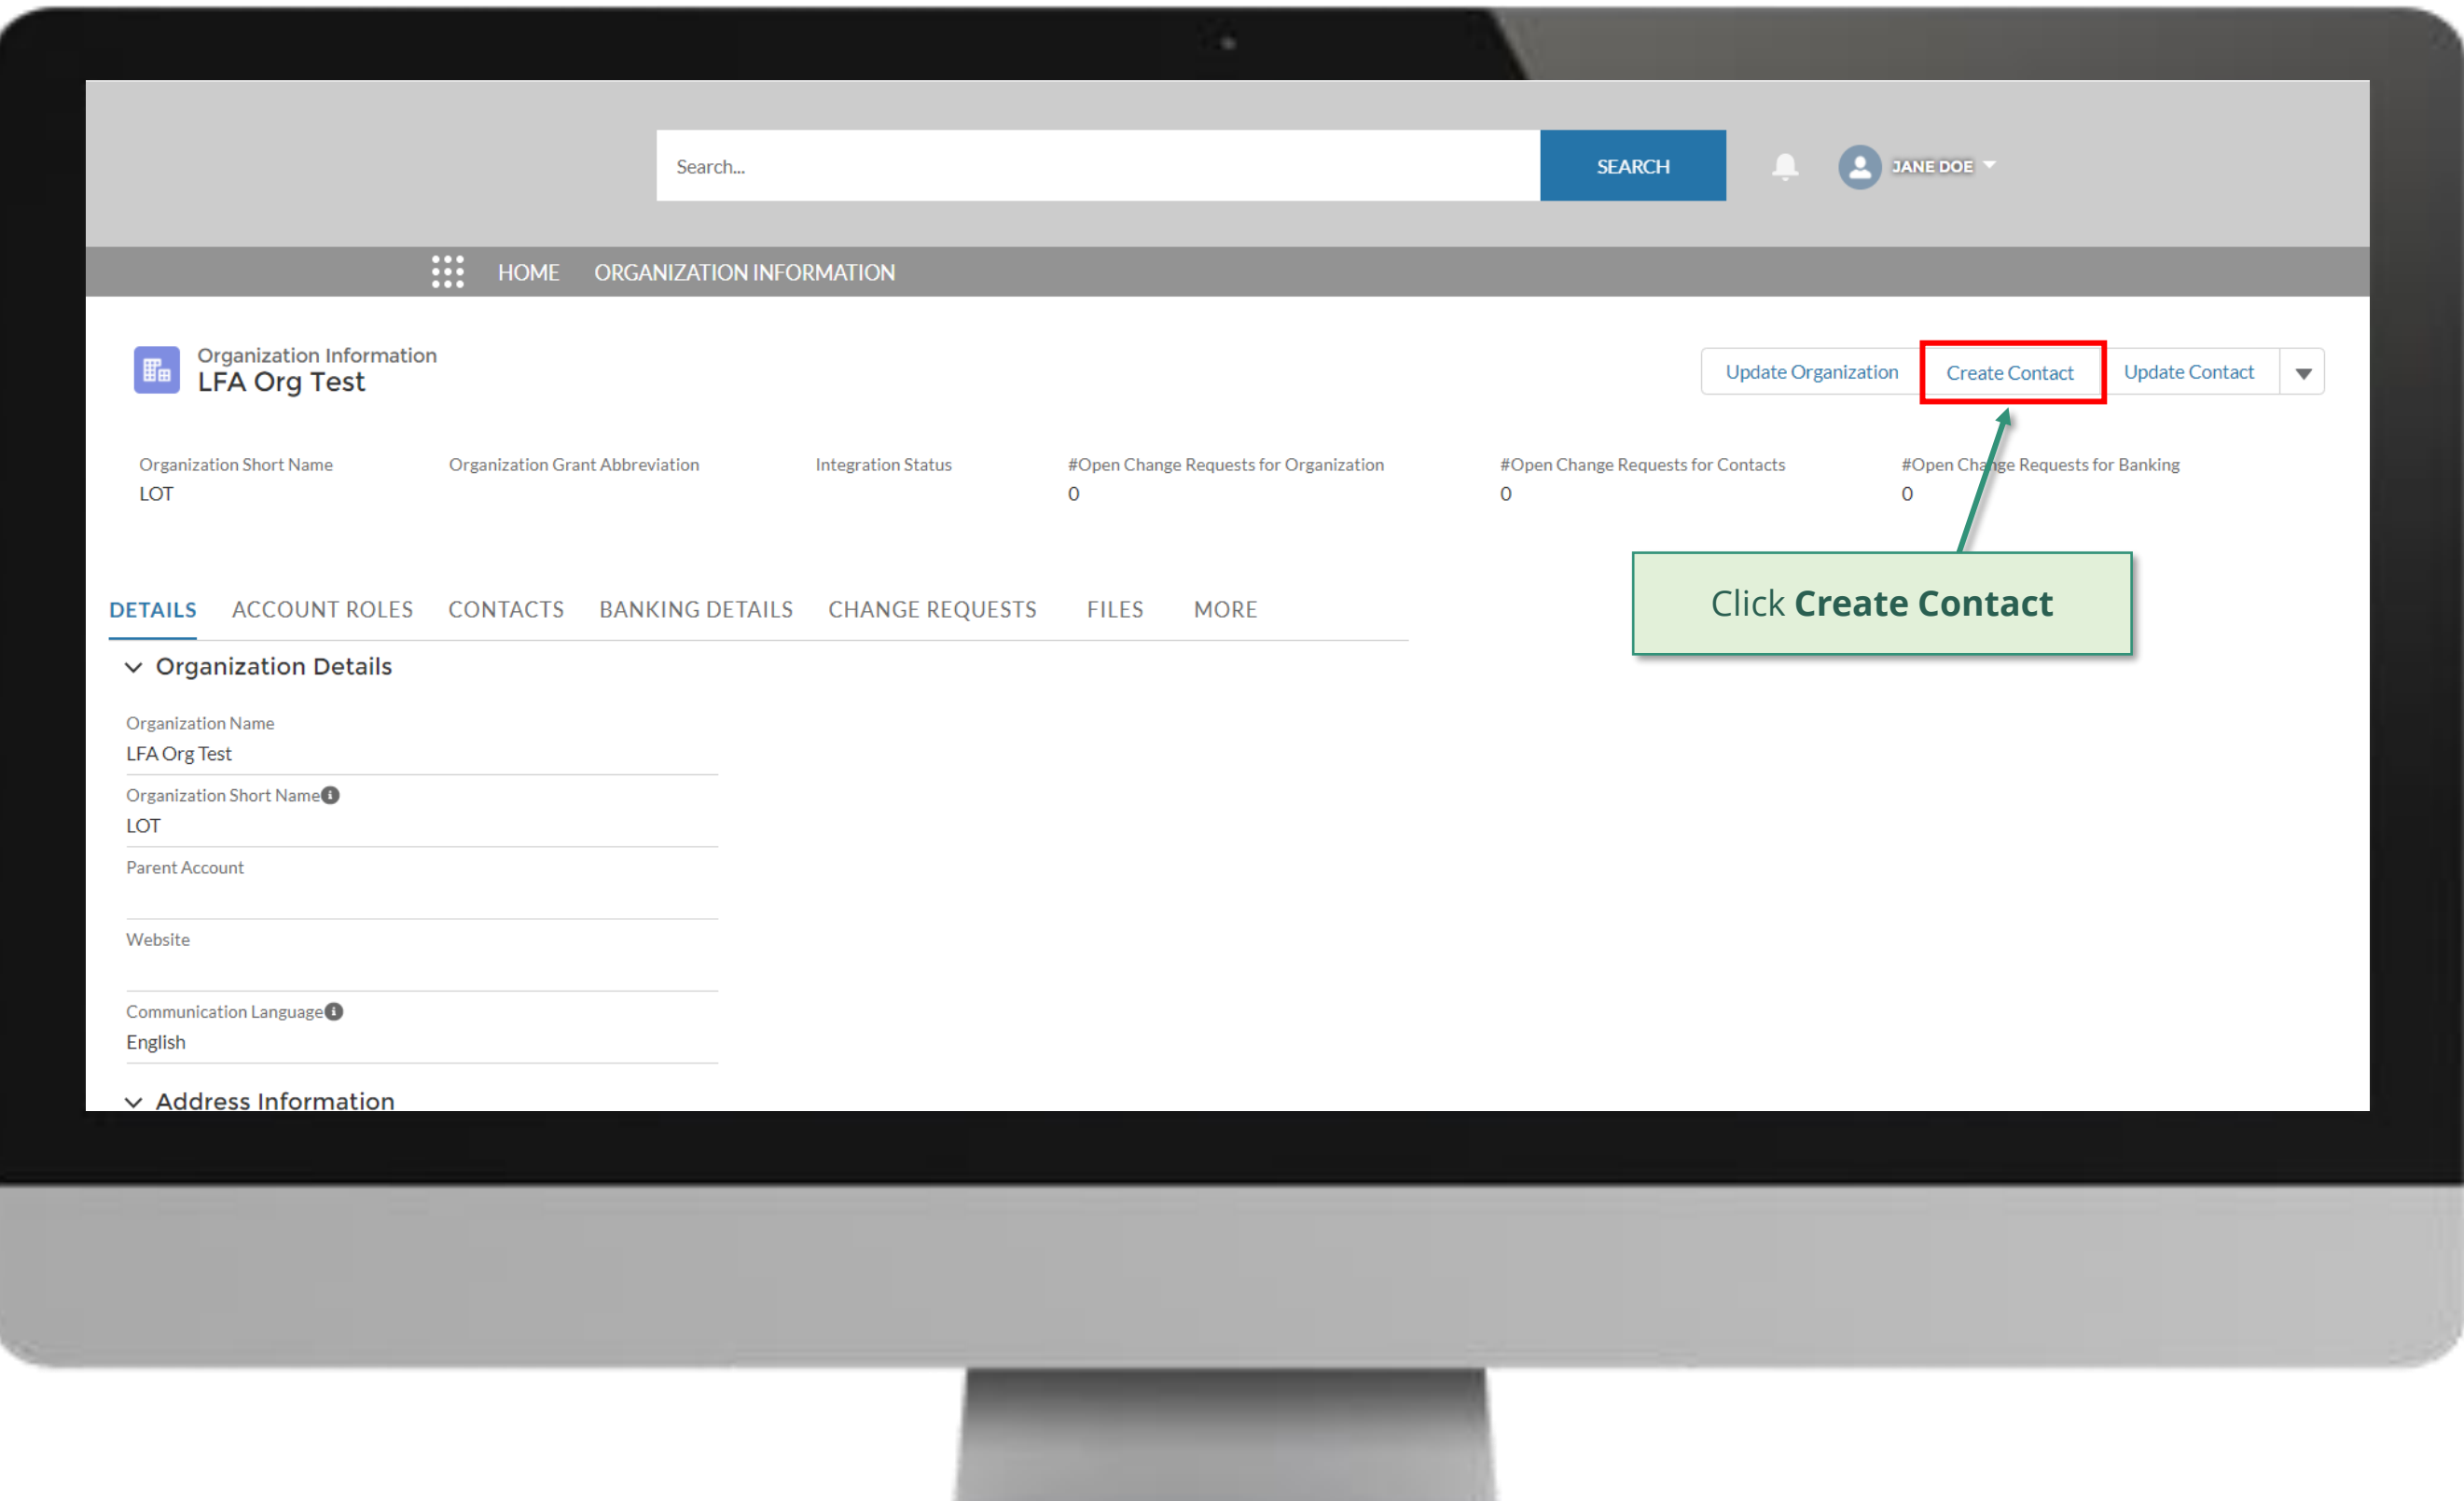 Search...
SEARCH
JANE DOE
HOME ORGANIZATION INFORMATION
Organization Information
LFA Org Test
Update Organization
Create Contact
Update Contact
Organization Short Name
LOT
Organization Grant Abbreviation
Integration Status
#Open Change Requests for Organization
0
#Open Change Requests for Contacts
0
#Open Change Requests for Banking
0
Click Create Contact
DETAILS ACCOUNT ROLES CONTACTS BANKING DETAILS CHANGE REQUESTS FILES MORE
Organization Details
Organization Name
LFA Org Test
Organization Short Name
LOT
Parent Account
Website
Communication Language
English
Address Information